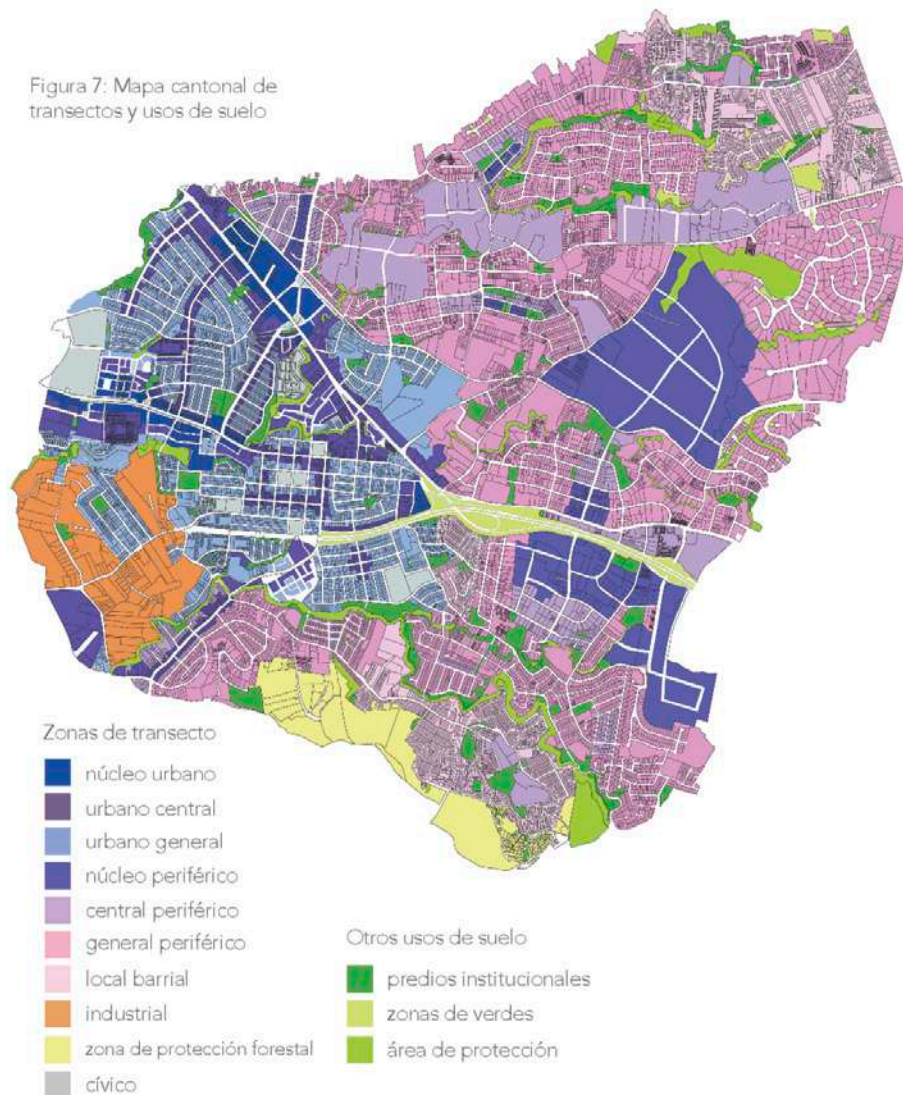 Figura 7: Mapa cantonal de
transectos y usos de suelo
Zonas de transecto
núcleo urbano
urbano central
urbano general
núcleo periférico
central periférico
general periférico
local barrial
industrial
zona de protección forestal
cívico
Otros usos de suelo
predios institucionales
zonas de verdes
área de protección